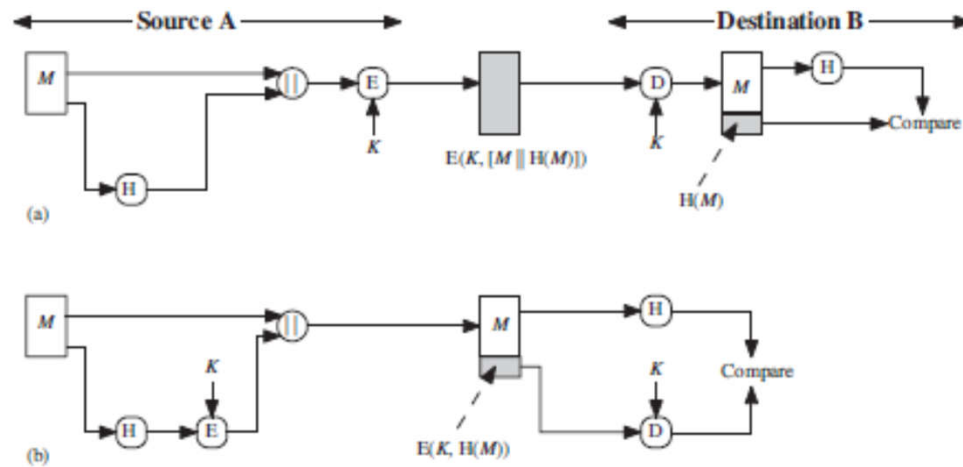 Source A
Destination B
M
||
E
D
M
H
K
K
Compare
E(K, [M || H(M)])
H
H(M)
(a)
M
||
M
H
K
K
Compare
H
E
D
E(K, H(M))
(b)